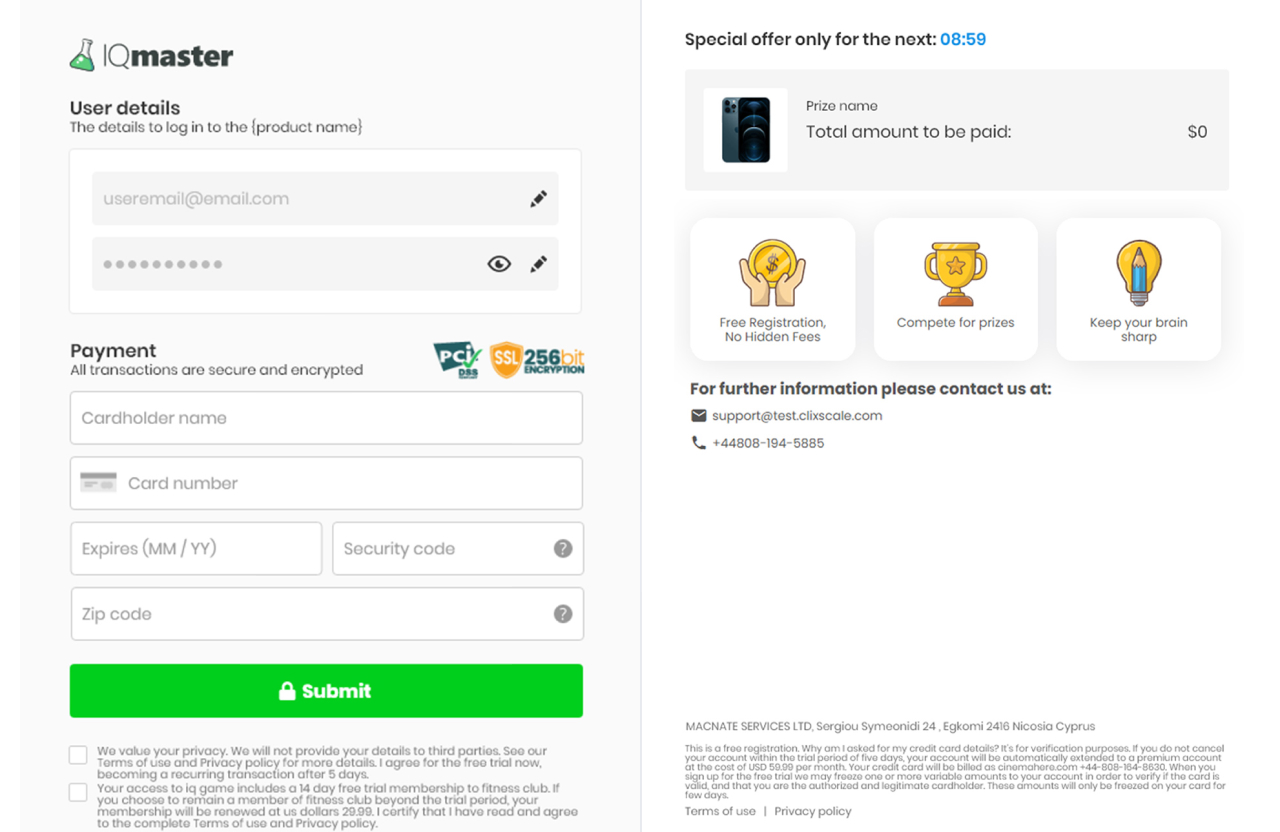 IQmaster
User details
The details to log in to the {product name}
useremail@email.com
Payment
All transactions are secure and encrypted
PCI
DSS
COMPLIANT
SSL
256bit
ENCRYPTION
Cardholder name
Card number
Expires (MM / YY)
Security code
?
Zip code
?
Submit
We value your privacy. We will not provide your details to third parties. See our
Terms of use and Privacy policy for more details. I agree for the free trial now,
becoming a recurring transaction after 5 days.
Your access to iq game includes a 14 day free trial membership to fitness club. If
you choose to remain a member of fitness club beyond the trial period, your
membership will be renewed at us dollars 29.99. I certify that I have read and agree
to the complete Terms of use and Privacy policy.
Special offer only for the next: 08:59
Prize name
Total amount to be paid: $0
$
Free Registration,
No Hidden Fees
Compete for prizes
Keep your brain
sharp
For further information please contact us at:
support@test.clixscale.com
+44808-194-5885
MACNATE SERVICES LTD, Sergiou Symeonidi 24 , Egkomi 2416 Nicosia Cyprus
This is a free registration. Why am I asked for my credit card details? It's for verification purposes. If you do not cancel
your account within the trial period of five days, your account will be automatically extended to a premium account
at the cost of USD 59.99 per month. Your credit card will be billed as cinemohere.com +44-808-164-8630. When you
sign up for the free trial we may freeze one or more variable amounts to your account in order to verify if the card is
valid, and that you are the authorized and legitimate cardholder. These amounts will only be freezed on your card for
few days.
Terms of use | Privacy policy